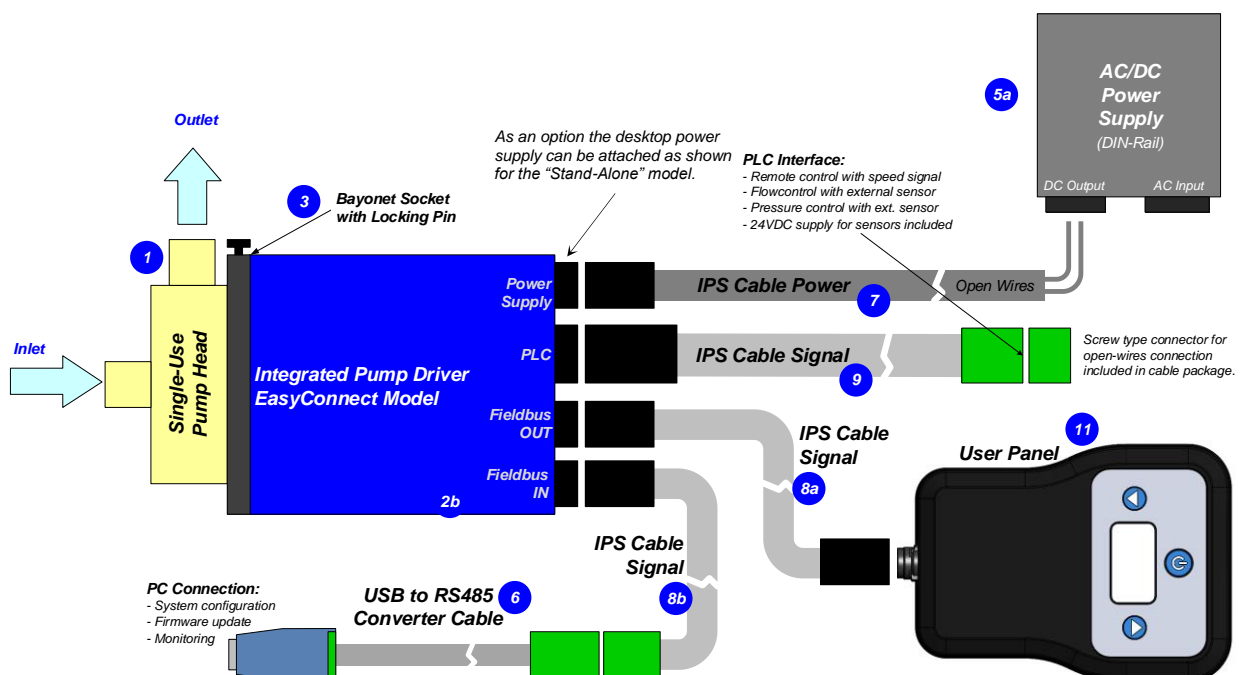 5a
AC/DC
Power
Supply
(DIN-Rail)
DC Output
AC Input
Outlet
As an option the desktop power
supply can be attached as shown
for the “Stand-Alone” model.
PLC Interface:
- Remote control with speed signal
- Flowcontrol with external sensor
- Pressure control with ext. sensor
- 24VDC supply for sensors included
3
Bayonet Socket
with Locking Pin
1
Power
Supply
IPS Cable Power
7
Open Wires
Inlet
Single-Use
Pump Head
Integrated Pump Driver
EasyConnect Model
PLC
IPS Cable Signal
9
Screw type connector for
open-wires connection
included in cable package.
Fieldbus
OUT
IPS Cable
Signal
8a
User Panel
11
Fieldbus
IN
2b
IPS Cable
Signal
8b
PC Connection:
- System configuration
- Firmware update
- Monitoring
USB to RS485
Converter Cable
6